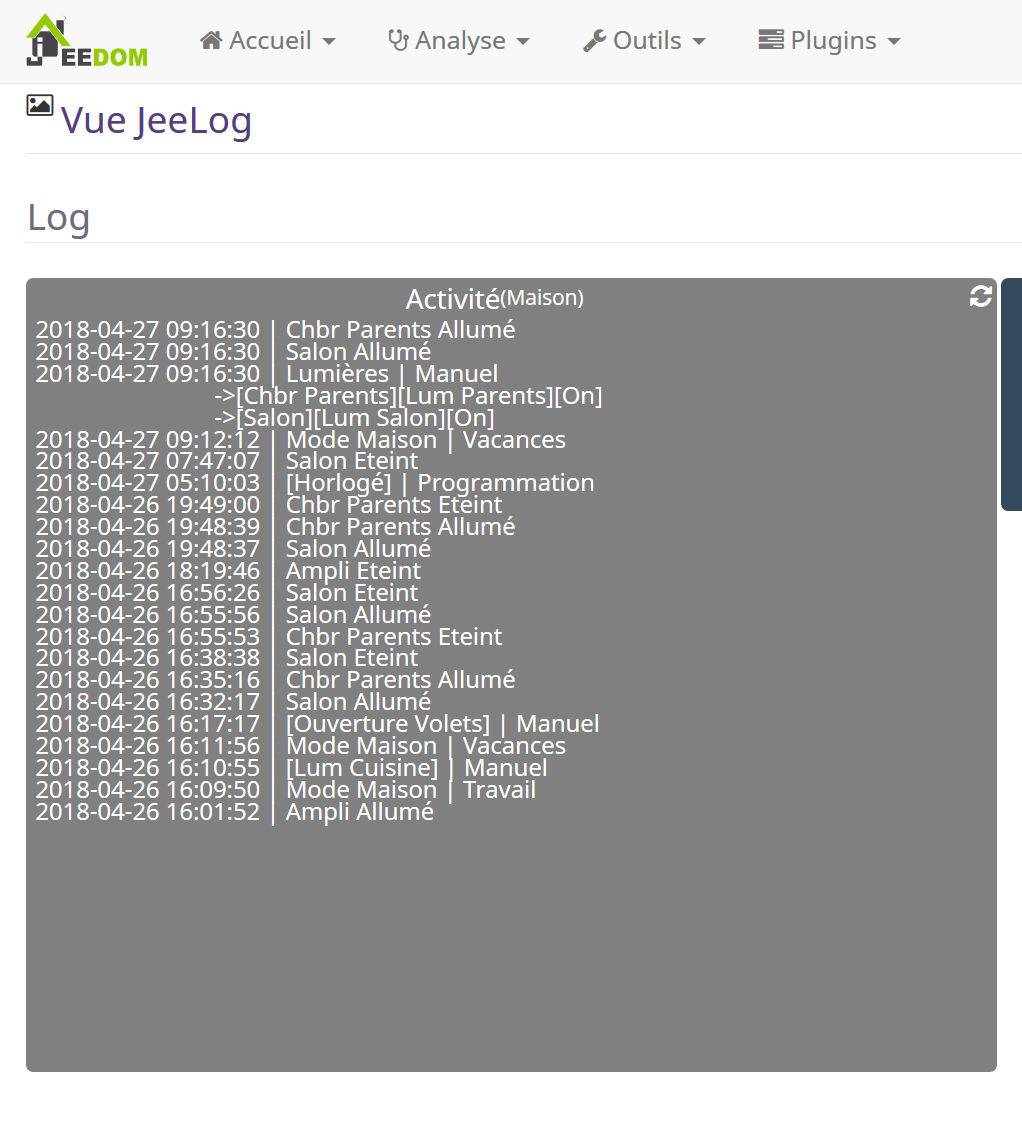 JEEDOM Accueil Analyse Outils Plugins
Vue JeeLog
Log
Activité(Maison)
2018-04-27 09:16:30 | Chbr Parents Allumé
2018-04-27 09:16:30 | Salon Allumé
2018-04-27 09:16:30 | Lumières | Manuel
->[Chbr Parents][Lum Parents][On]
->[Salon][Lum Salon][On]
2018-04-27 09:12:12 | Mode Maison | Vacances
2018-04-27 07:47:07 | Salon Eteint
2018-04-27 05:10:03 | [Horlogé] | Programmation
2018-04-26 19:49:00 | Chbr Parents Eteint
2018-04-26 19:48:39 | Chbr Parents Allumé
2018-04-26 19:48:37 | Salon Allumé
2018-04-26 18:19:46 | Ampli Eteint
2018-04-26 16:56:26 | Salon Eteint
2018-04-26 16:55:56 | Salon Allumé
2018-04-26 16:55:53 | Chbr Parents Eteint
2018-04-26 16:38:38 | Salon Eteint
2018-04-26 16:35:16 | Chbr Parents Allumé
2018-04-26 16:32:17 | Salon Allumé
2018-04-26 16:17:17 | [Ouverture Volets] | Manuel
2018-04-26 16:11:56 | Mode Maison | Vacances
2018-04-26 16:10:55 | [Lum Cuisine] | Manuel
2018-04-26 16:09:50 | Mode Maison | Travail
2018-04-26 16:01:52 | Ampli Allumé